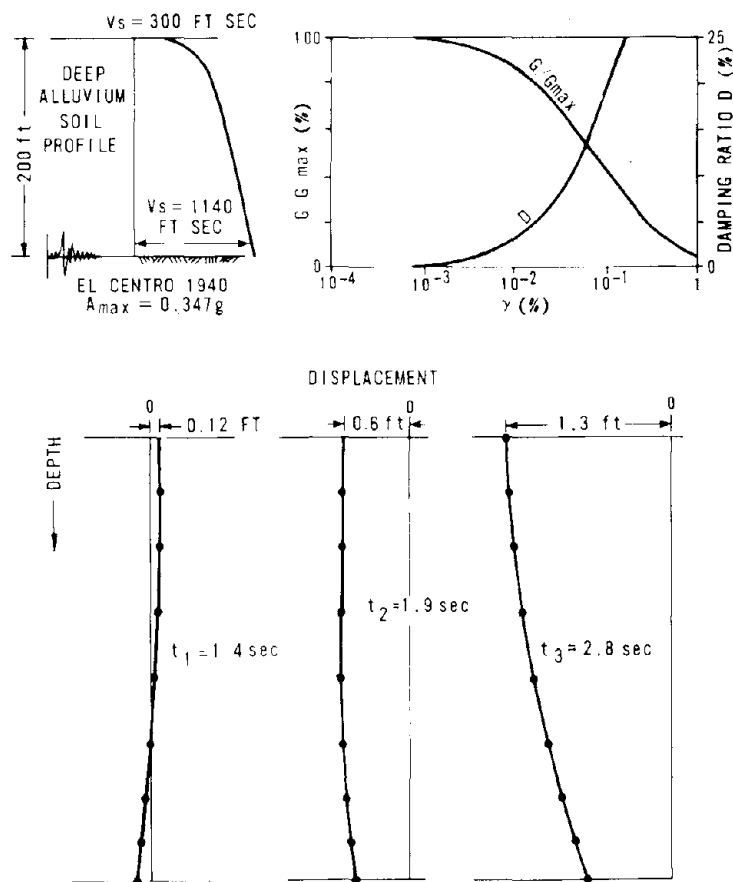 Vs = 300 FT SEC
DEEP
ALLUVIUM
SOIL
PROFILE
200 ft
Vs = 1140
FT SEC
EL CENTRO 1940
Amax = 0.347g
100
G G max (%)
0
G/Gmax
D
25
DAMPING RATIO D (%)
0
10-4
10-3
10-2
10-1
1
γ (%)
DISPLACEMENT
0
0.12 FT
0.6 ft
0
1.3 ft
0
DEPTH
t1 = 1 4 sec
t2 = 1.9 sec
t3 = 2.8 sec